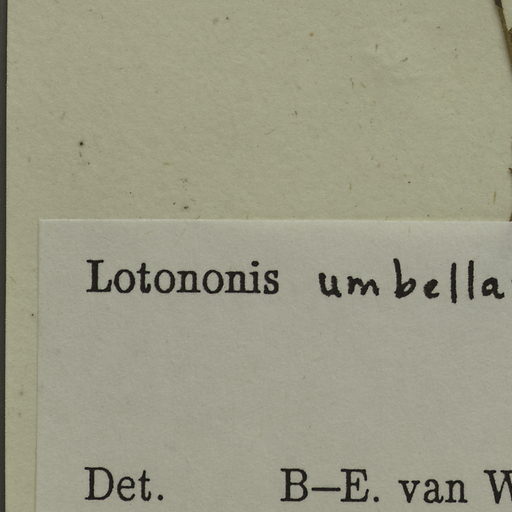 Lotononis umbella
Det. B–E. van W